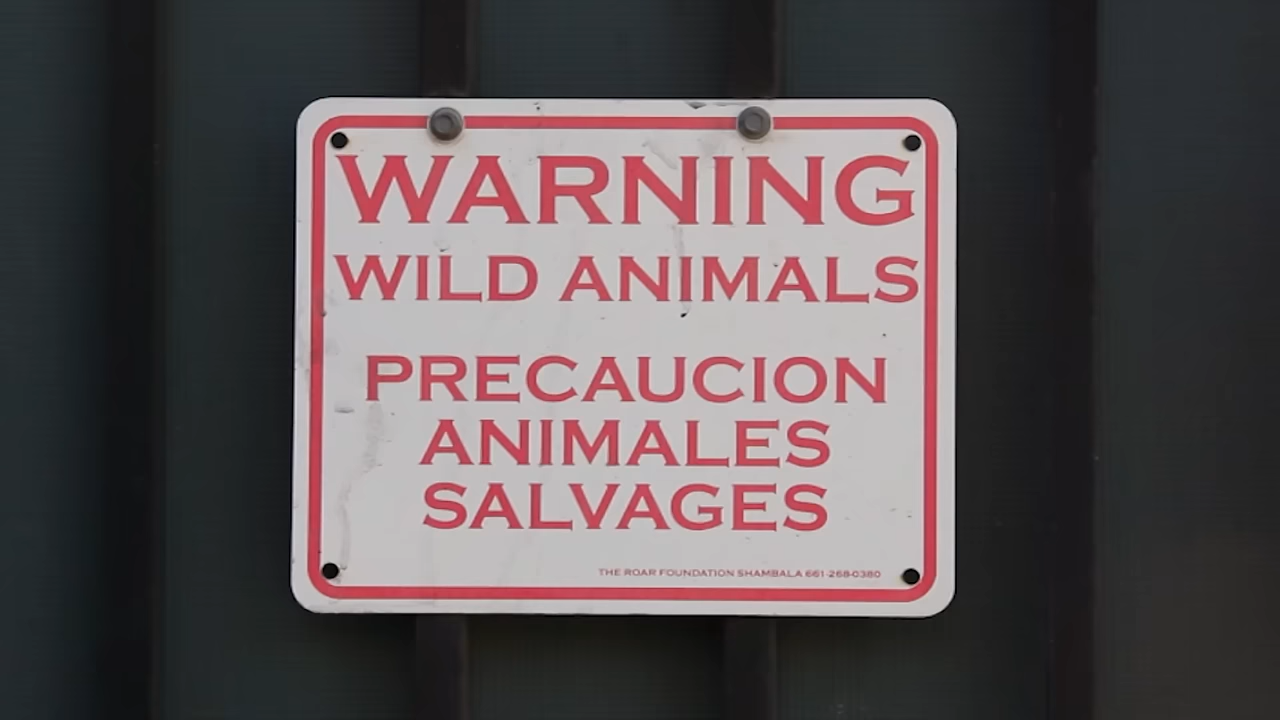 WARNING
WILD ANIMALS
PRECAUCION
ANIMALES
SALVAGES
THE ROAR FOUNDATION SHAMBALA 661-268-0380